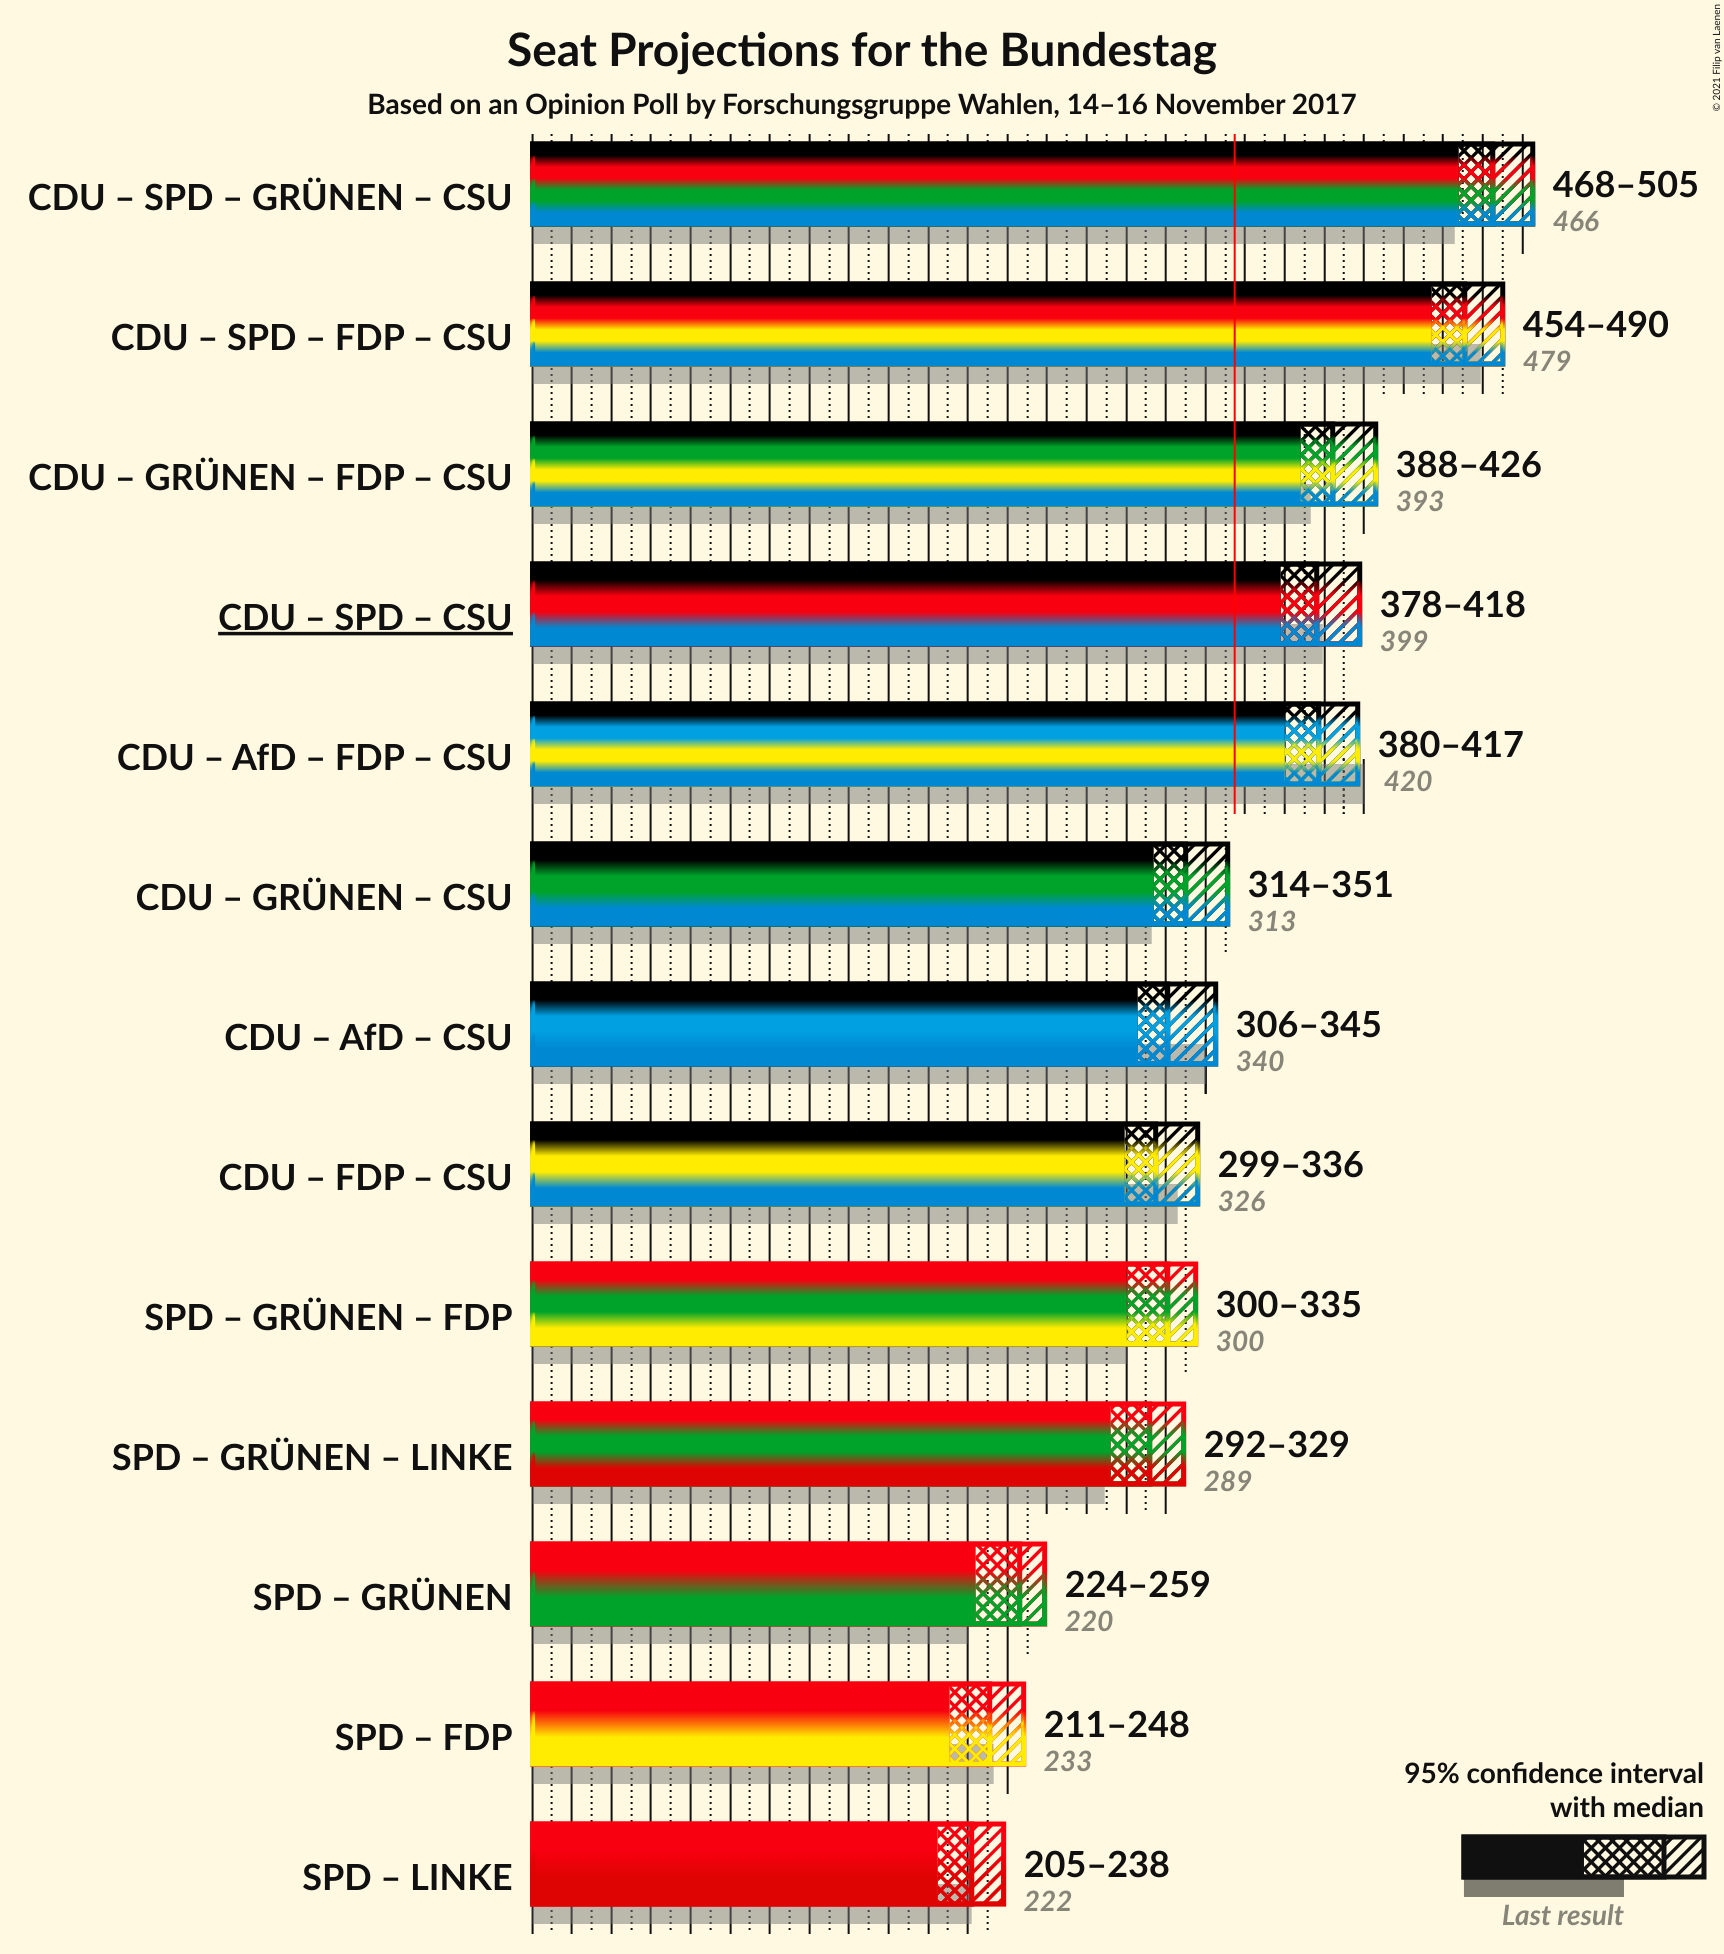 Seat Projections for the Bundestag
Based on an Opinion Poll by Forschungsgruppe Wahlen, 14–16 November 2017
© 2021 Filip van Laenen
CDU – SPD – GRÜNEN – CSU
468–505
466
CDU – SPD – FDP – CSU
454–490
479
CDU – GRÜNEN – FDP – CSU
388–426
393
CDU – SPD – CSU
378–418
399
CDU – AfD – FDP – CSU
380–417
420
CDU – GRÜNEN – CSU
314–351
313
CDU – AfD – CSU
306–345
340
CDU – FDP – CSU
299–336
326
SPD – GRÜNEN – FDP
300–335
300
SPD – GRÜNEN – LINKE
292–329
289
SPD – GRÜNEN
224–259
220
SPD – FDP
211–248
233
SPD – LINKE
205–238
222
95% confidence interval
with median
Last result